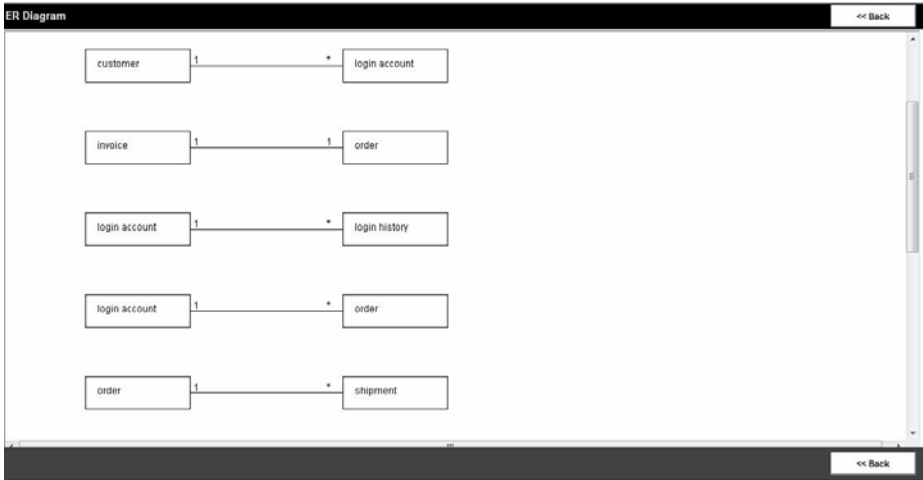 ER Diagram
<< Back
customer 1 * login account
invoice 1 1 order
login account 1 * login history
login account 1 * order
order 1 * shipment
<< Back